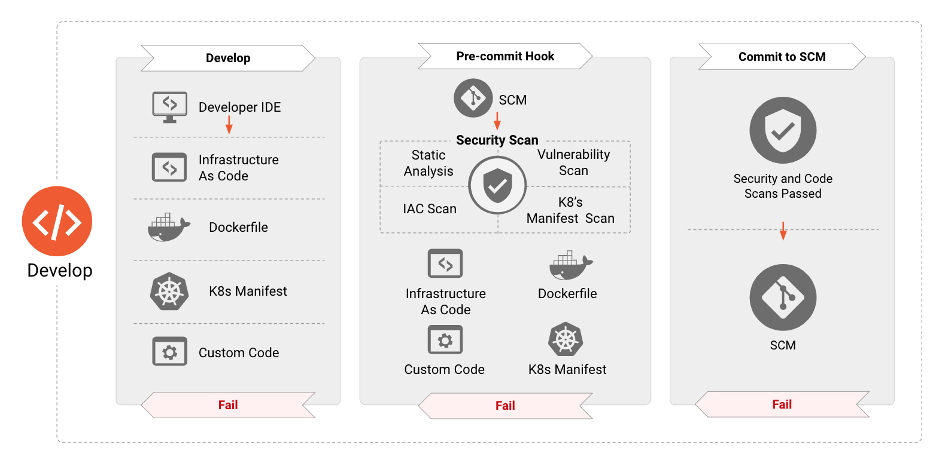 Develop
Develop
Developer IDE
Infrastructure
As Code
Dockerfile
K8s Manifest
Custom Code
Fail
Pre-commit Hook
SCM
Security Scan
Static
Analysis
Vulnerability
Scan
IAC Scan
K8's
Manifest Scan
Infrastructure
As Code
Dockerfile
Custom Code
K8s Manifest
Fail
Commit to SCM
Security and Code
Scans Passed
SCM
Fail